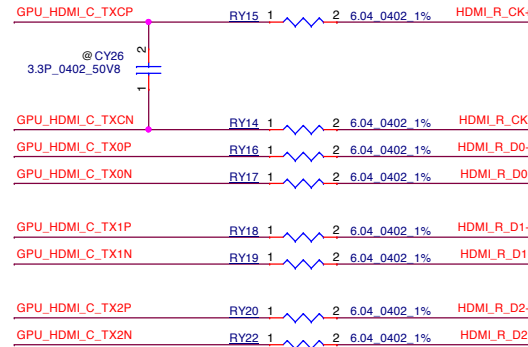 GPU_HDMI_C_TXCP RY15 1 2 6.04_0402_1% HDMI_R_CK+
2
@ CY26
3.3P_0402_50V8
1
GPU_HDMI_C_TXCN RY14 1 2 6.04_0402_1% HDMI_R_CK
GPU_HDMI_C_TX0P RY16 1 2 6.04_0402_1% HDMI_R_D0+
GPU_HDMI_C_TX0N RY17 1 2 6.04_0402_1% HDMI_R_D0
GPU_HDMI_C_TX1P RY18 1 2 6.04_0402_1% HDMI_R_D1+
GPU_HDMI_C_TX1N RY19 1 2 6.04_0402_1% HDMI_R_D1
GPU_HDMI_C_TX2P RY20 1 2 6.04_0402_1% HDMI_R_D2+
GPU_HDMI_C_TX2N RY22 1 2 6.04_0402_1% HDMI_R_D2